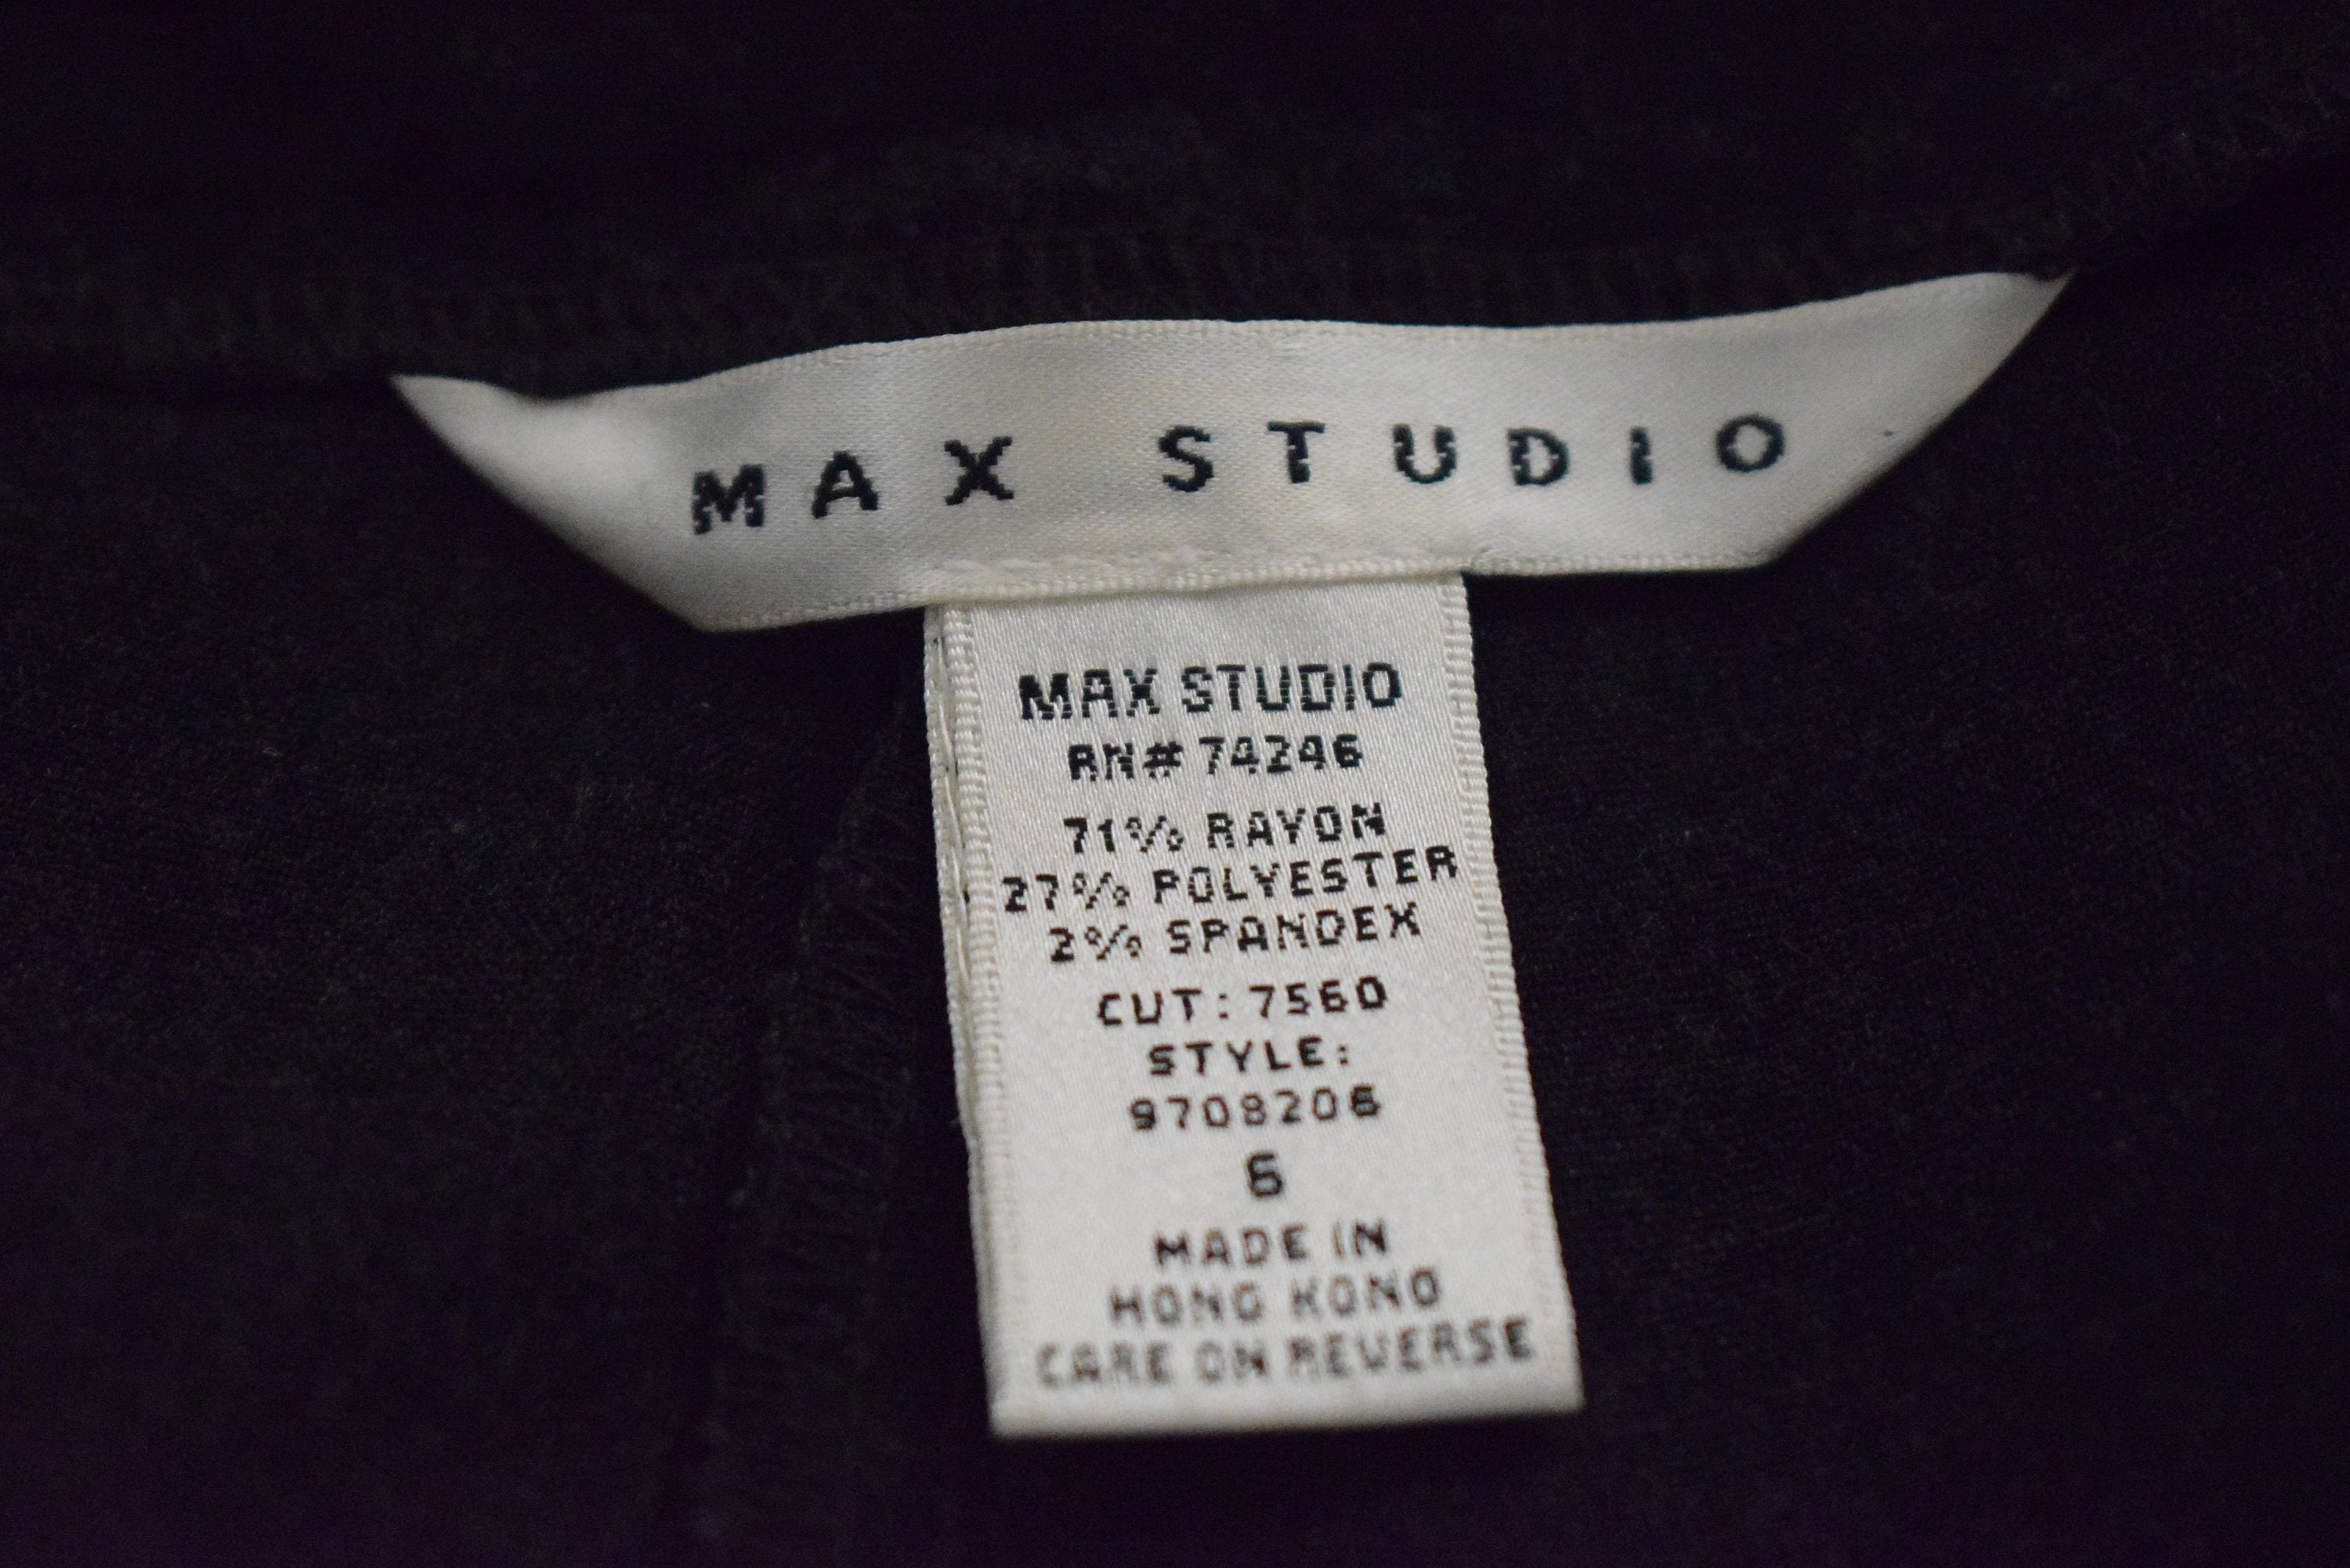 MAX STUDIO
MAX STUDIO
RN# 74246
71% RAYON
27% POLYESTER
2% SPANDEX
CUT: 7560
STYLE:
9708206
6
MADE IN
HONG KONG
CARE ON REVERSE